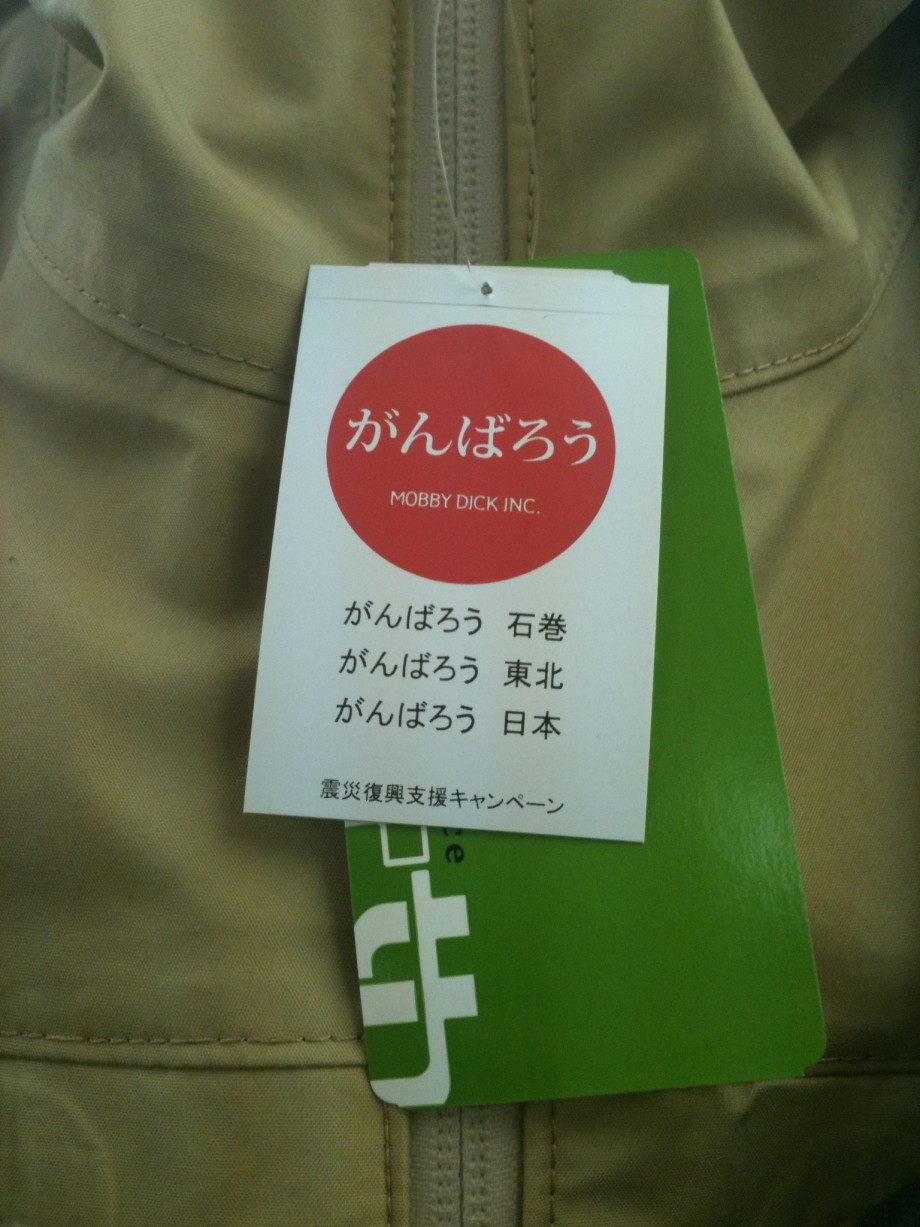 がんばろう
MOBBY DICK INC.
がんばろう 石巻
がんばろう 東北
がんばろう 日本
震災復興支援キャンペーン